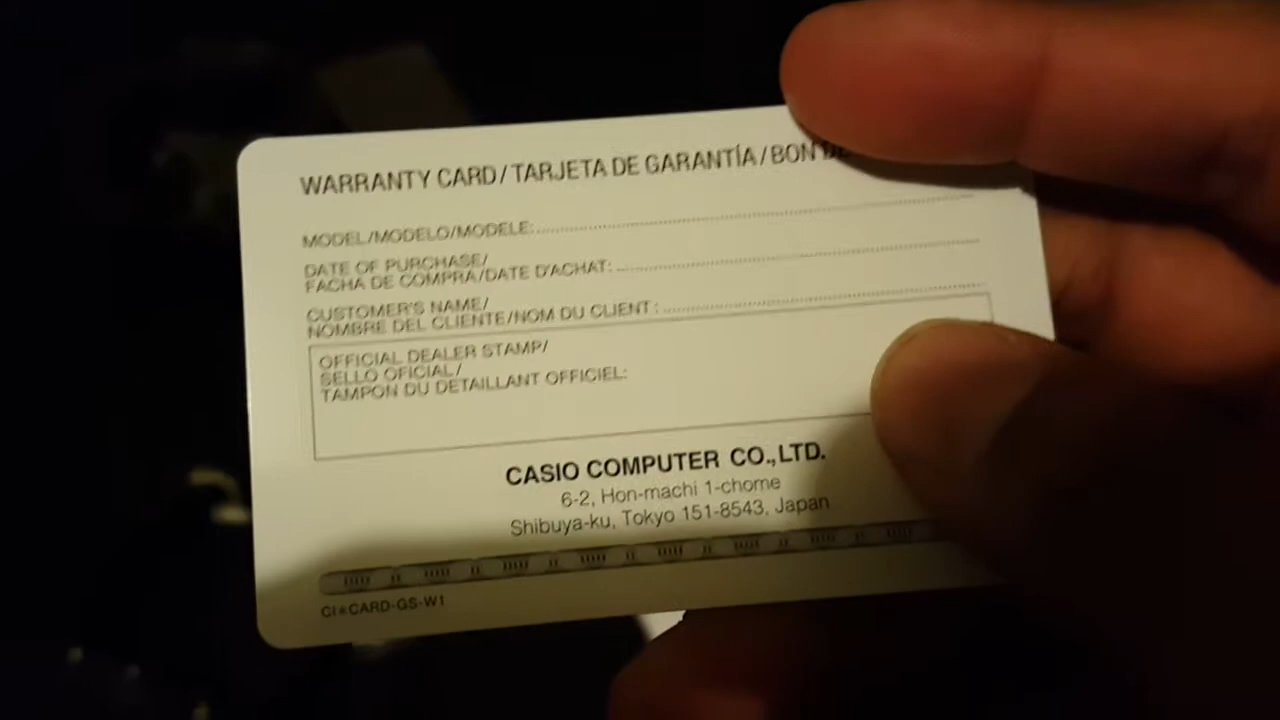 WARRANTY CARD/TARJETA DE GARANTÍA/BON DE
MODEL/MODELO/MODELE:
DATE OF PURCHASE/
FACHA DE COMPRA/DATE D'ACHAT:
CUSTOMER'S NAME/
NOMBRE DEL CLIENTE/NOM DU CLIENT:
OFFICIAL DEALER STAMP/
SELLO OFICIAL/
TAMPON DU DETAILLANT OFFICIEL:
CASIO COMPUTER CO.,LTD.
6-2, Hon-machi 1-chome
Shibuya-ku, Tokyo 151-8543, Japan
CI★CARD-GS-W1